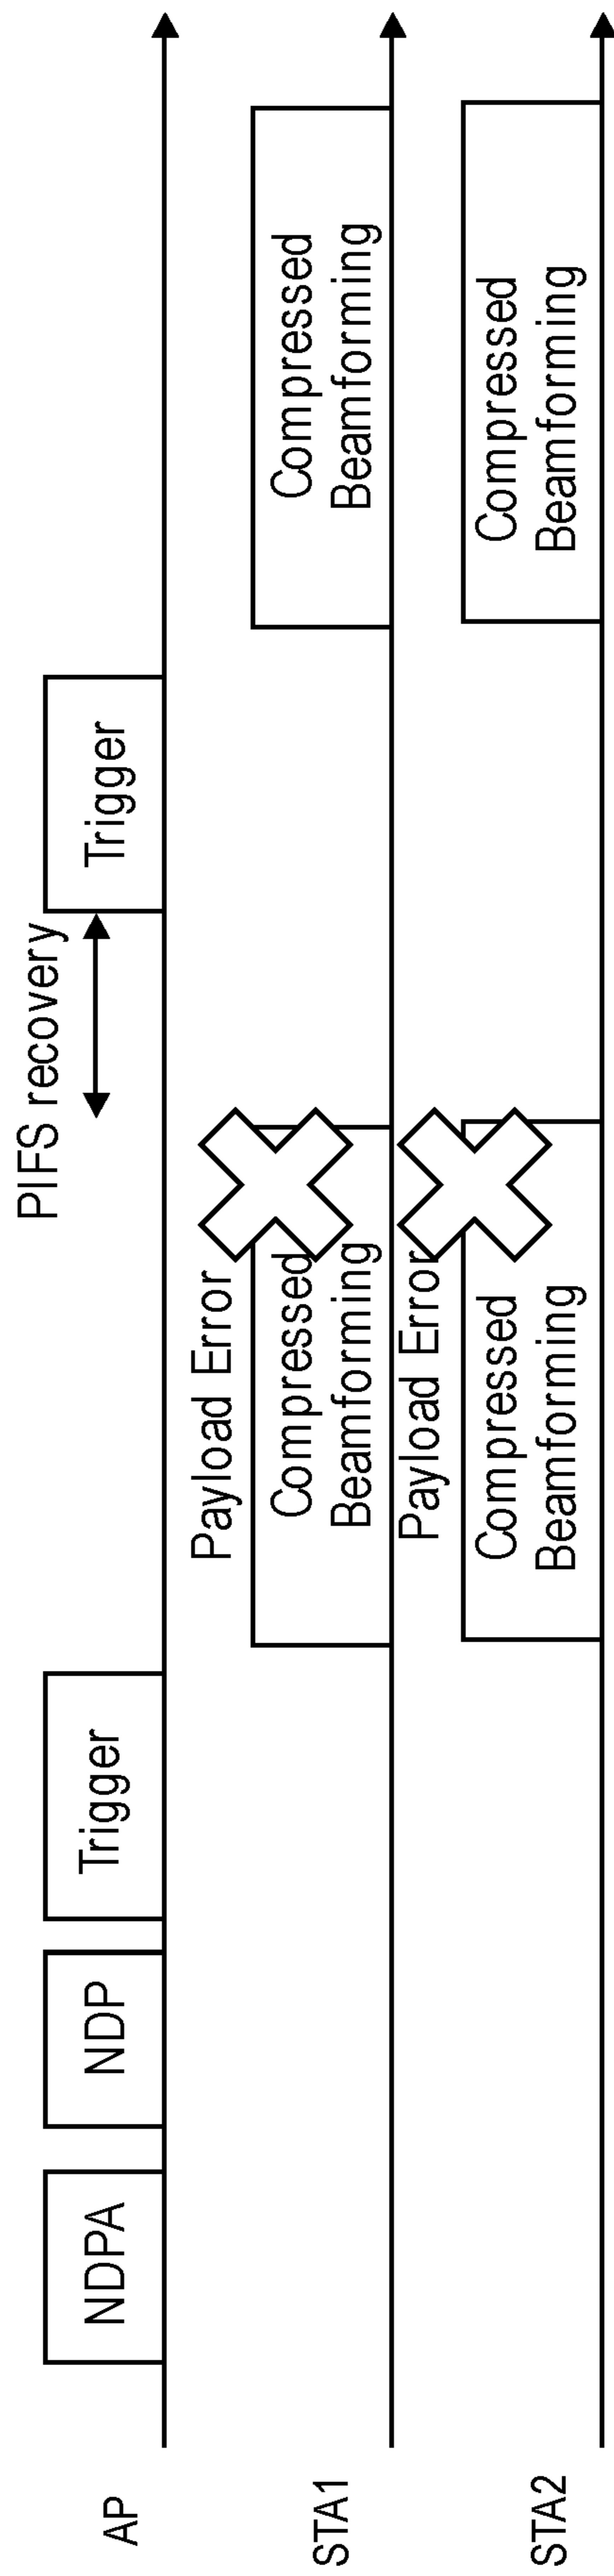 PIFS recovery
AP
NDPA
NDP
Trigger
Trigger
Payload Error
STA1
Compressed
Beamforming
Compressed
Beamforming
Payload Error
STA2
Compressed
Beamforming
Compressed
Beamforming